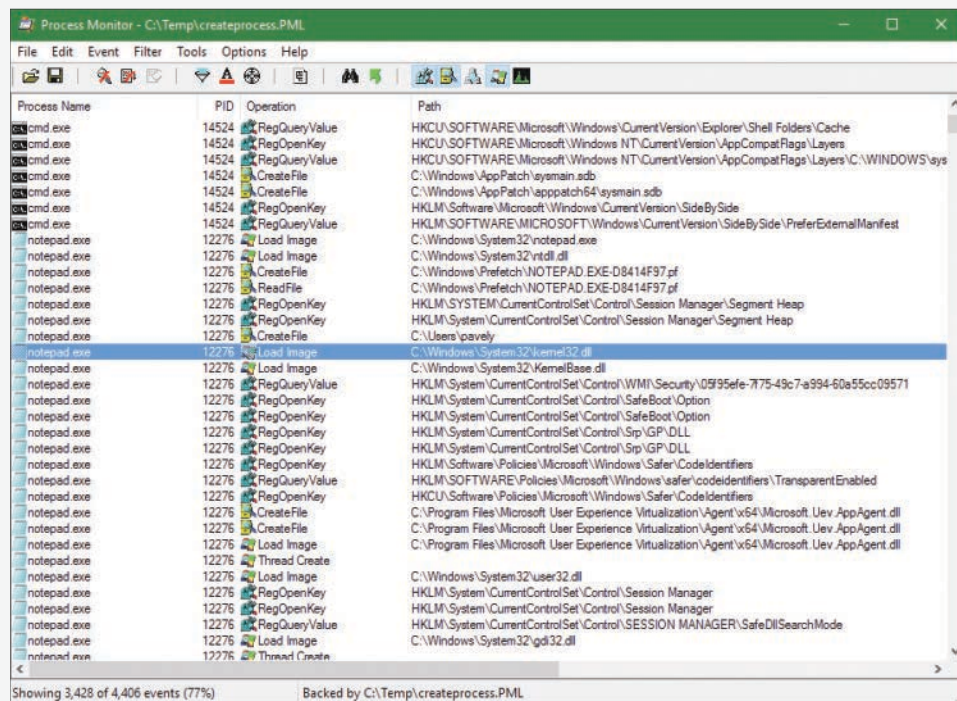 Process Monitor - C:\Temp\createprocess.PML
File Edit Event Filter Tools Options Help
Process Name PID Operation Path
cmd.exe 14524 RegQueryValue HKCU\SOFTWARE\Microsoft\Windows\CurrentVersion\Explorer\Shell Folders\Cache
cmd.exe 14524 RegOpenKey HKCU\SOFTWARE\Microsoft\Windows NT\CurrentVersion\AppCompatFlags\Layers
cmd.exe 14524 RegQueryValue HKCU\SOFTWARE\Microsoft\Windows NT\CurrentVersion\AppCompatFlags\Layers\C:\WINDOWS\sys
cmd.exe 14524 CreateFile C:\Windows\AppPatch\sysmain.sdb
cmd.exe 14524 CreateFile C:\Windows\AppPatch\apppatch64\sysmain.sdb
cmd.exe 14524 RegOpenKey HKLM\Software\Microsoft\Windows\CurrentVersion\SideBySide
cmd.exe 14524 RegQueryValue HKLM\SOFTWARE\MICROSOFT\Windows\CurrentVersion\SideBySide\PreferExternalManifest
notepad.exe 12276 Load Image C:\Windows\System32\notepad.exe
notepad.exe 12276 Load Image C:\Windows\System32\ntdll.dll
notepad.exe 12276 CreateFile C:\Windows\Prefetch\NOTEPAD.EXE-D8414F97.pf
notepad.exe 12276 ReadFile C:\Windows\Prefetch\NOTEPAD.EXE-D8414F97.pf
notepad.exe 12276 RegOpenKey HKLM\SYSTEM\CurrentControlSet\Control\Session Manager\Segment Heap
notepad.exe 12276 RegOpenKey HKLM\System\CurrentControlSet\Control\Session Manager\Segment Heap
notepad.exe 12276 CreateFile C:\Users\pavely
notepad.exe 12276 Load Image C:\Windows\System32\kernel32.dll
notepad.exe 12276 Load Image C:\Windows\System32\KernelBase.dll
notepad.exe 12276 RegQueryValue HKLM\System\CurrentControlSet\Control\WMI\Security\05f95efe-7f75-49c7-a994-60a55cc09571
notepad.exe 12276 RegOpenKey HKLM\System\CurrentControlSet\Control\SafeBoot\Option
notepad.exe 12276 RegOpenKey HKLM\System\CurrentControlSet\Control\SafeBoot\Option
notepad.exe 12276 RegOpenKey HKLM\System\CurrentControlSet\Control\Srp\GP\DLL
notepad.exe 12276 RegOpenKey HKLM\System\CurrentControlSet\Control\Srp\GP\DLL
notepad.exe 12276 RegOpenKey HKLM\Software\Policies\Microsoft\Windows\Safer\CodeIdentifiers
notepad.exe 12276 RegQueryValue HKLM\SOFTWARE\Policies\Microsoft\Windows\safer\codeidentifiers\TransparentEnabled
notepad.exe 12276 RegOpenKey HKCU\Software\Policies\Microsoft\Windows\Safer\CodeIdentifiers
notepad.exe 12276 CreateFile C:\Program Files\Microsoft User Experience Virtualization\Agent\x64\Microsoft.Uev.AppAgent.dll
notepad.exe 12276 CreateFile C:\Program Files\Microsoft User Experience Virtualization\Agent\x64\Microsoft.Uev.AppAgent.dll
notepad.exe 12276 Load Image C:\Program Files\Microsoft User Experience Virtualization\Agent\x64\Microsoft.Uev.AppAgent.dll
notepad.exe 12276 Thread Create
notepad.exe 12276 Load Image C:\Windows\System32\user32.dll
notepad.exe 12276 RegOpenKey HKLM\System\CurrentControlSet\Control\Session Manager
notepad.exe 12276 RegOpenKey HKLM\System\CurrentControlSet\Control\Session Manager
notepad.exe 12276 RegQueryValue HKLM\System\CurrentControlSet\Control\SESSION MANAGER\SafeDllSearchMode
notepad.exe 12276 Load Image C:\Windows\System32\gdi32.dll
notepad.exe 12276 Thread Create
Showing 3,428 of 4,406 events (77%) Backed by C:\Temp\createprocess.PML